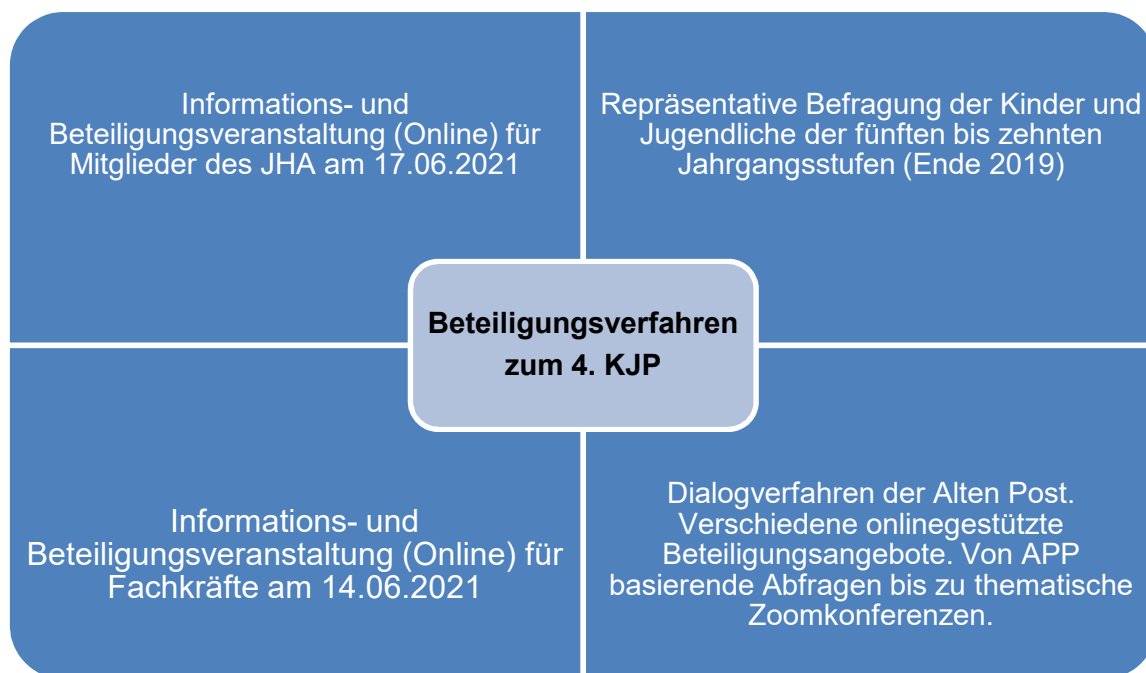 Informations- und
Beteiligungsveranstaltung (Online) für
Mitglieder des JHA am 17.06.2021
Repräsentative Befragung der Kinder und
Jugendliche der fünften bis zehnten
Jahrgangsstufen (Ende 2019)
Beteiligungsverfahren
zum 4. KJP
Informations- und
Beteiligungsveranstaltung (Online) für
Fachkräfte am 14.06.2021
Dialogverfahren der Alten Post.
Verschiedene onlinegestützte
Beteiligungsangebote. Von APP
basierende Abfragen bis zu thematische
Zoomkonferenzen.